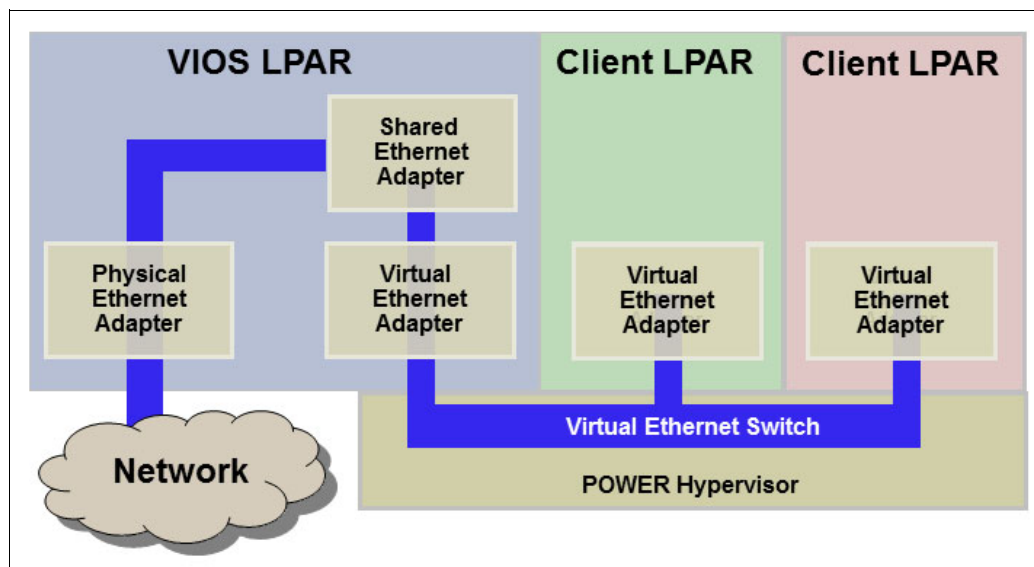 VIOS LPAR
Client LPAR
Client LPAR
Shared
Ethernet
Adapter
Physical
Ethernet
Adapter
Virtual
Ethernet
Adapter
Virtual
Ethernet
Adapter
Virtual
Ethernet
Adapter
Virtual Ethernet Switch
Network
POWER Hypervisor